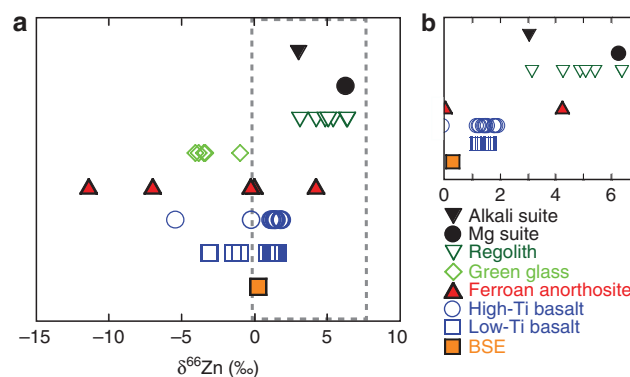 a
−15
−10
−5
0
5
10
δ66Zn (‰)
b
0
2
4
6
Alkali suite
Mg suite
Regolith
Green glass
Ferroan anorthosite
High-Ti basalt
Low-Ti basalt
BSE